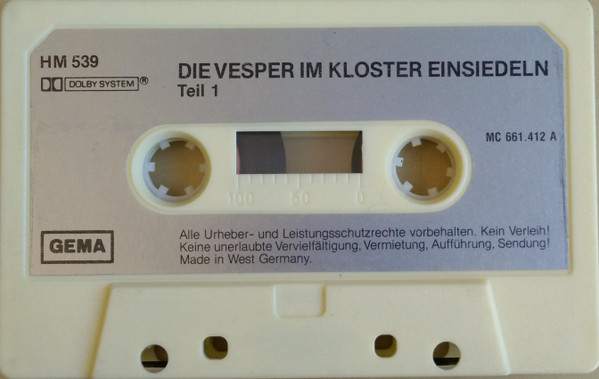 HM 539
DOLBY SYSTEM ®
DIE VESPER IM KLOSTER EINSIEDELN
Teil 1
MC 661.412 A
100 50 0
GEMA
Alle Urheber- und Leistungsschutzrechte vorbehalten. Kein Verleih!
Keine unerlaubte Vervielfältigung, Vermietung, Aufführung, Sendung!
Made in West Germany.